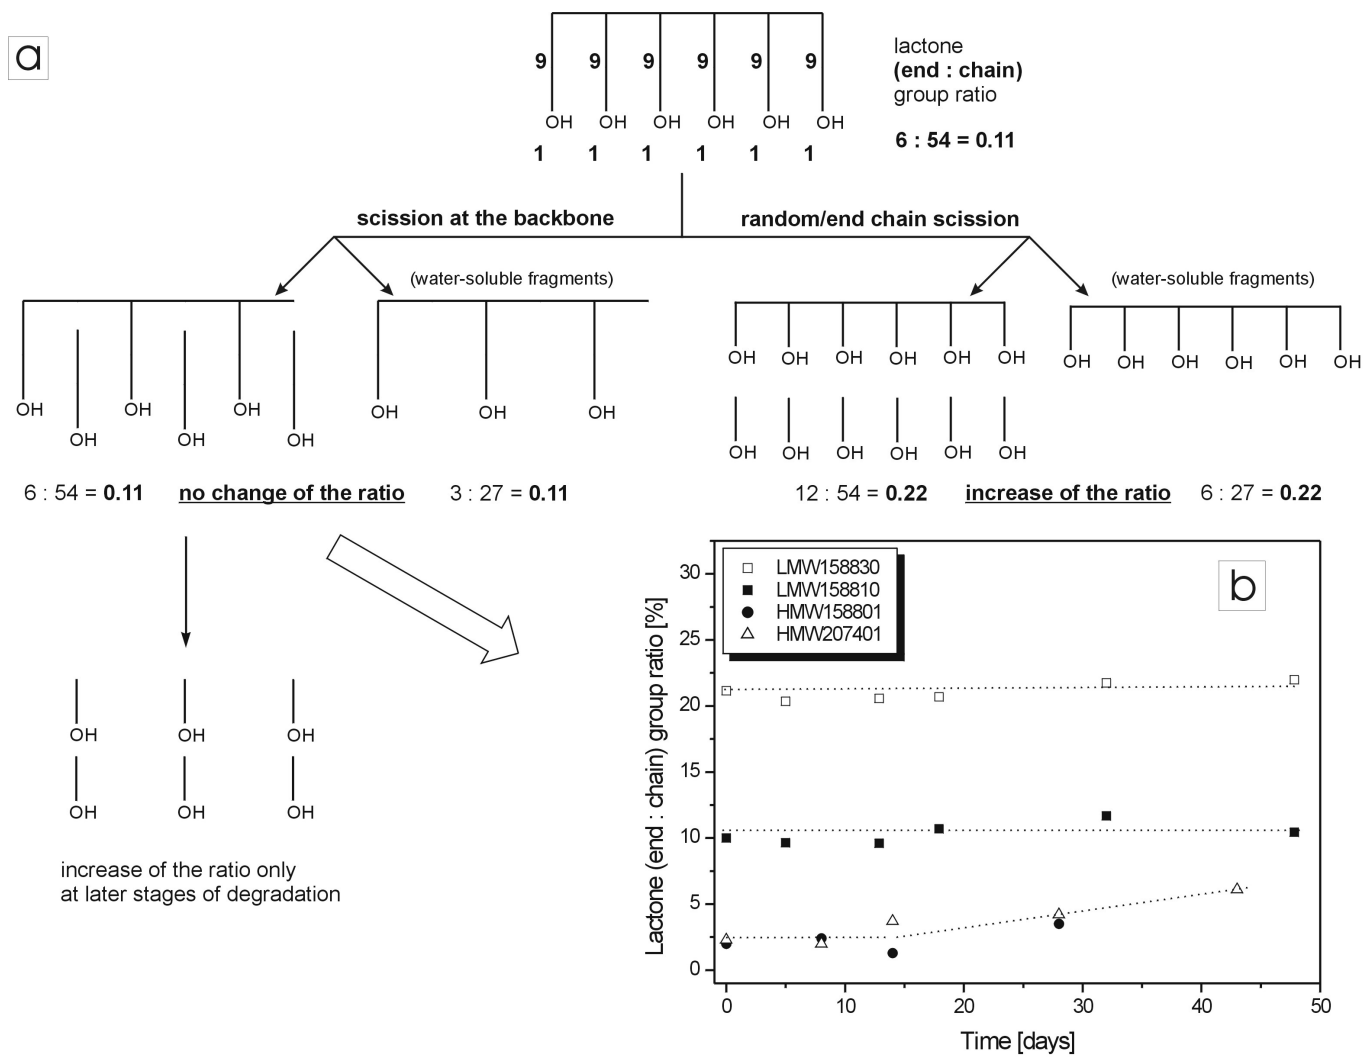 a
9 9 9 9 9 9
OH OH OH OH OH OH
1 1 1 1 1 1
lactone
(end : chain)
group ratio
6 : 54 = 0.11
scission at the backbone
random/end chain scission
(water-soluble fragments)
(water-soluble fragments)
OH OH OH
OH OH OH
OH OH OH
OH OH OH OH OH OH
OH OH OH OH OH OH
OH OH OH OH OH OH
6 : 54 = 0.11 no change of the ratio 3 : 27 = 0.11
12 : 54 = 0.22 increase of the ratio 6 : 27 = 0.22
OH OH OH
OH OH OH
increase of the ratio only
at later stages of degradation
b
LMW158830
LMW158810
HMW158801
HMW207401
Lactone (end : chain) group ratio [%]
30
25
20
15
10
5
0
0 10 20 30 40 50
Time [days]